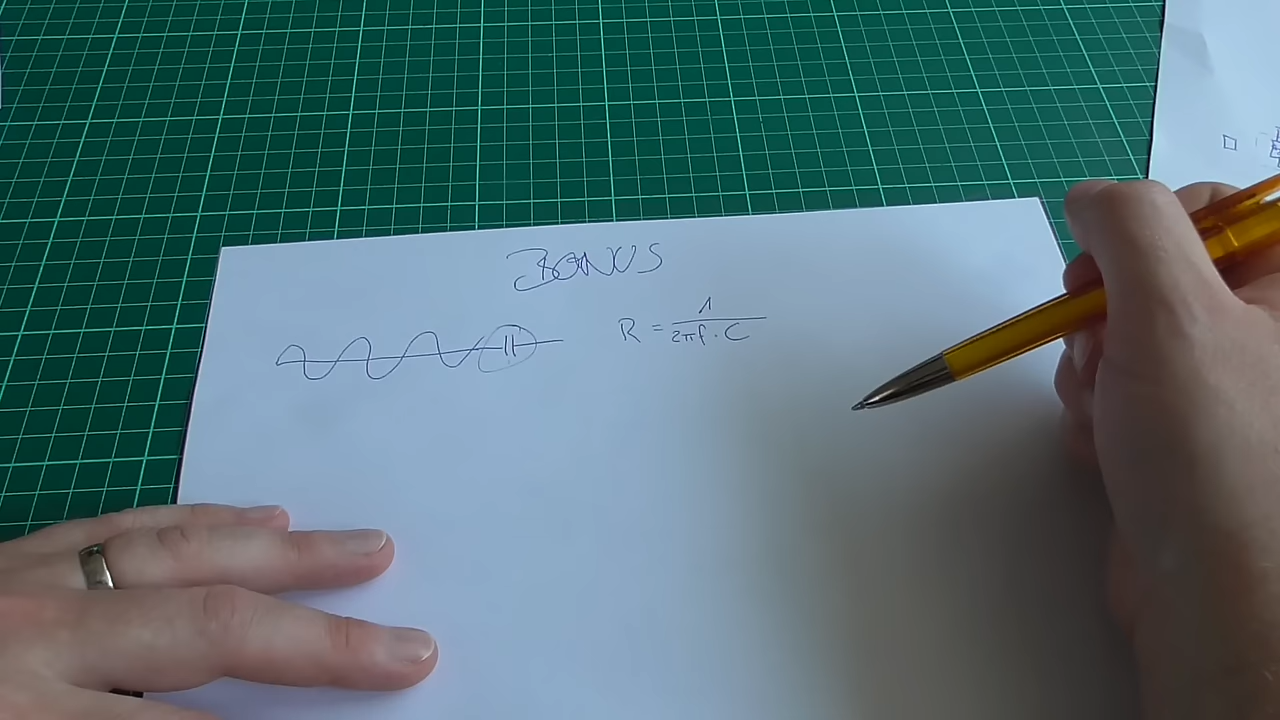 BONUS
R = 1 / 2πf · C